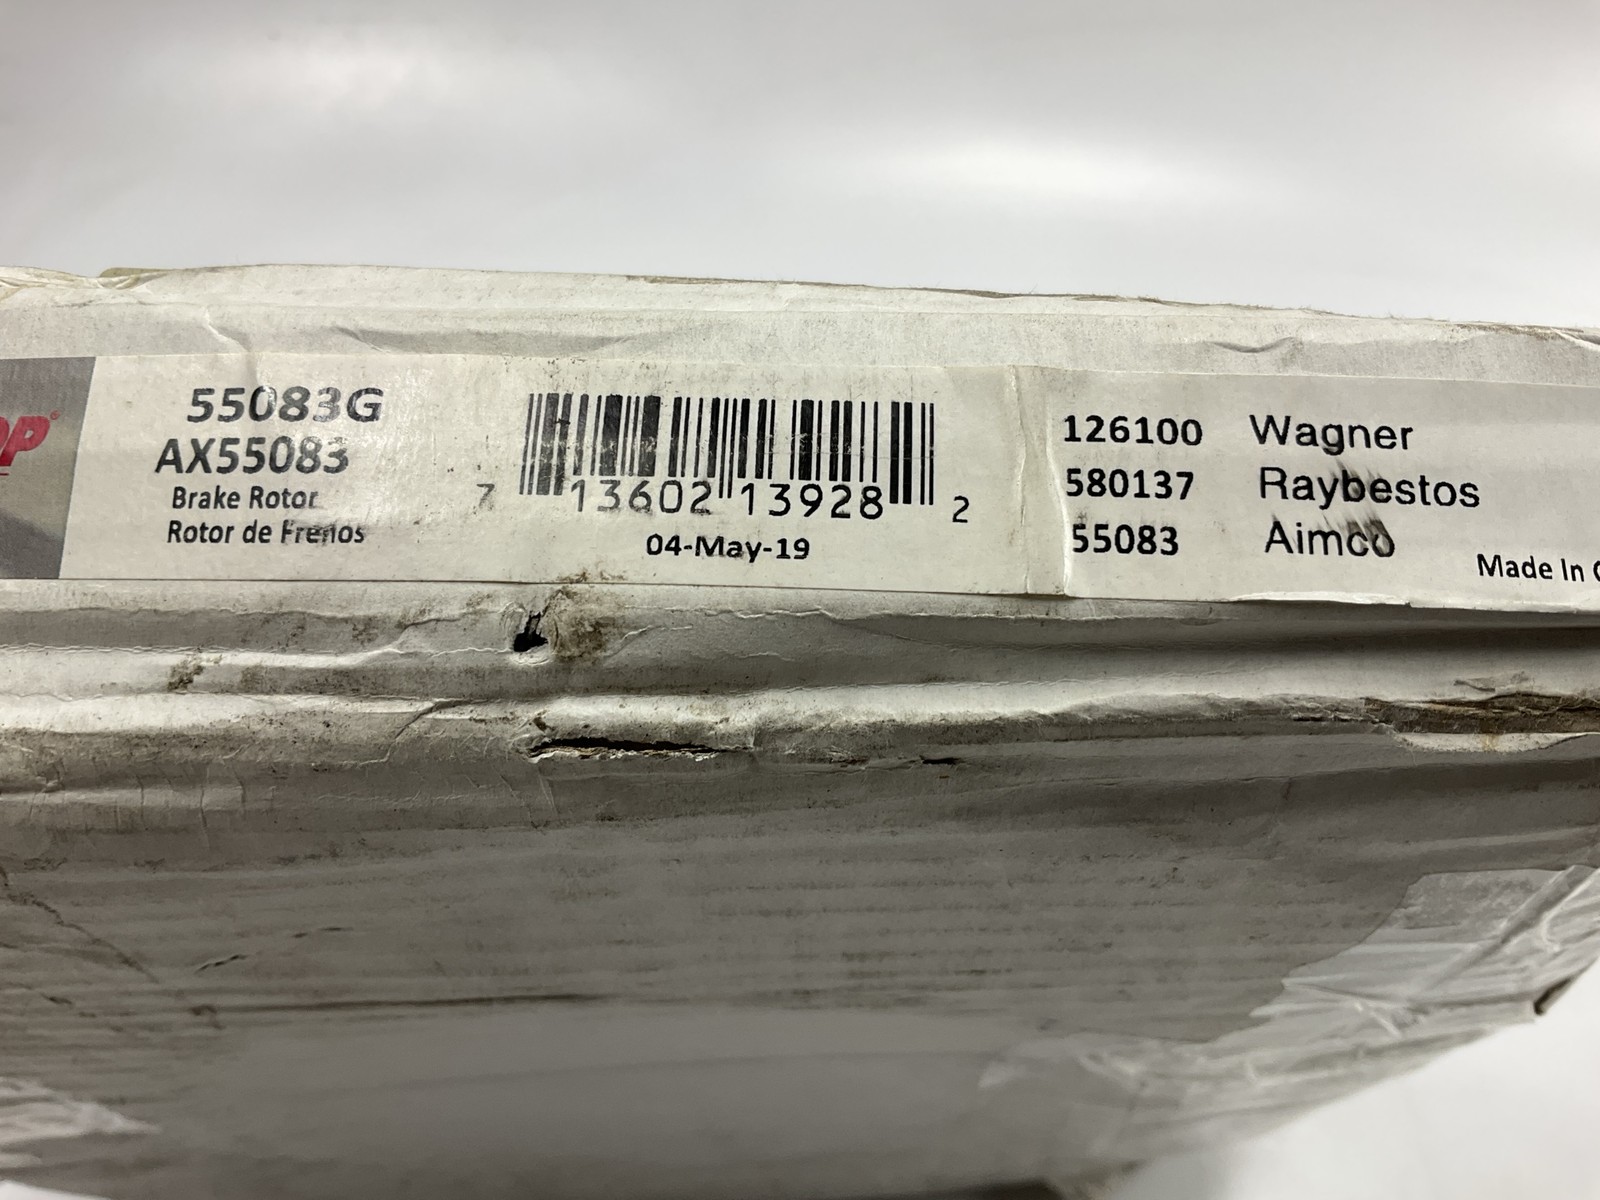 OP®
55083G
AX55083
Brake Rotor
Rotor de Frenos
7 13602 13928 2
04-May-19
126100 Wagner
580137 Raybestos
55083 Aimco
Made In